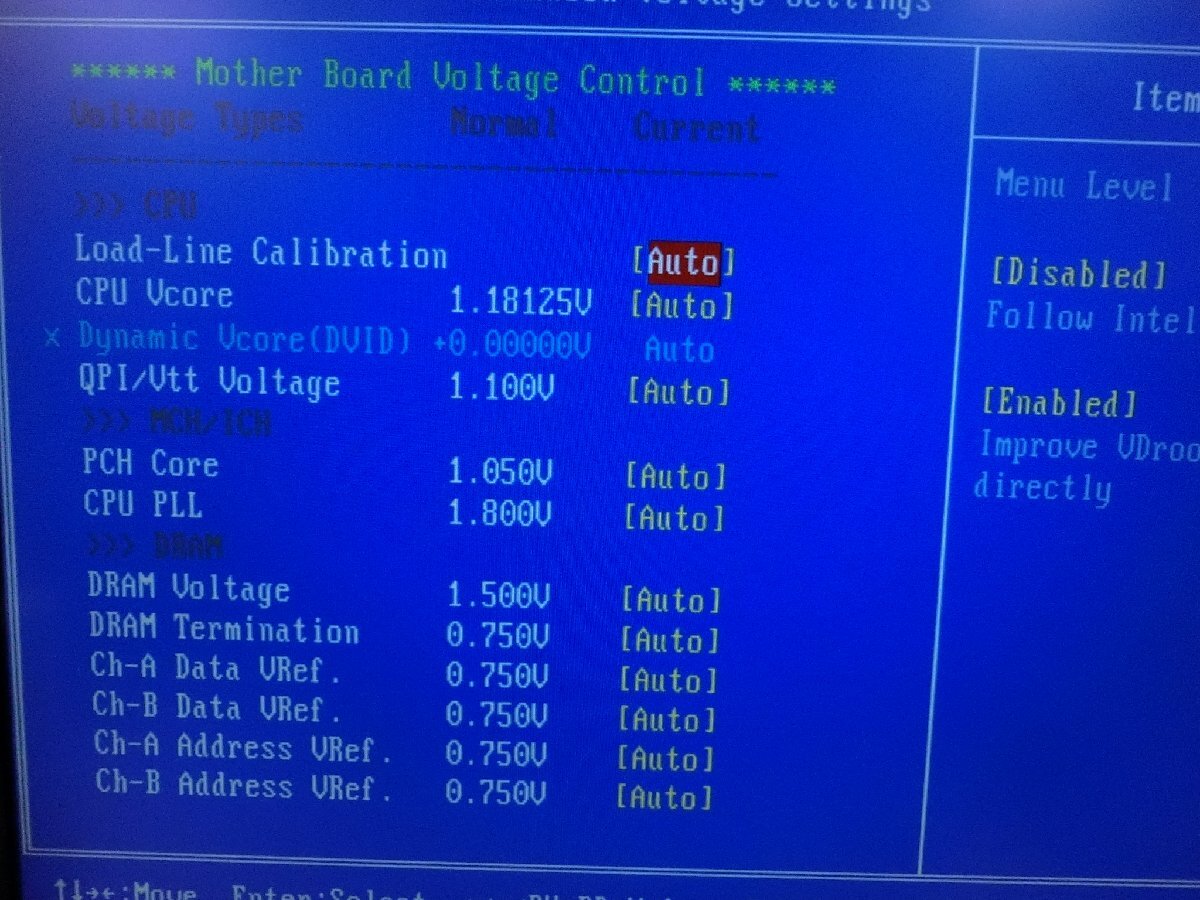 Voltage Settings
****** Mother Board Voltage Control ******
Voltage Types Normal Current
>>> CPU
Load-Line Calibration [Auto]
CPU Vcore 1.18125V [Auto]
x Dynamic Vcore(DVID) +0.00000V Auto
QPI/Vtt Voltage 1.100V [Auto]
>>> MCH/ICH
PCH Core 1.050V [Auto]
CPU PLL 1.800V [Auto]
>>> DRAM
DRAM Voltage 1.500V [Auto]
DRAM Termination 0.750V [Auto]
Ch-A Data VRef. 0.750V [Auto]
Ch-B Data VRef. 0.750V [Auto]
Ch-A Address VRef. 0.750V [Auto]
Ch-B Address VRef. 0.750V [Auto]
Item
Menu Level
[Disabled]
Follow Intel
[Enabled]
Improve VDroo
directly
↑↓→←:Move Enter:Select